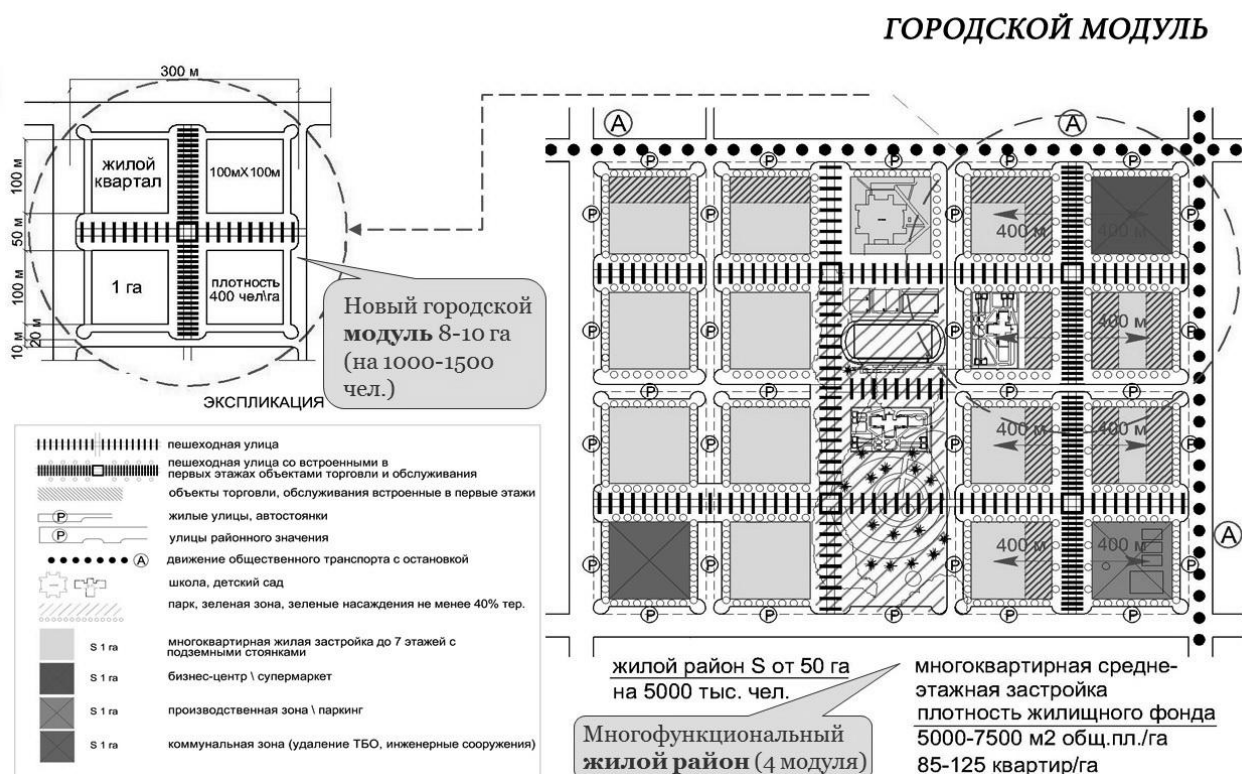 ГОРОДСКОЙ МОДУЛЬ
300 м
100 м
50 м
100 м
10 м
20 м
жилой
квартал
100мХ100м
1 га
плотность
400 чел\га
Новый городской
модуль 8-10 га
(на 1000-1500
чел.)
ЭКСПЛИКАЦИЯ
пешеходная улица
пешеходная улица со встроенными в
первых этажах объектами торговли и обслуживания
объекты торговли, обслуживания встроенные в первые этажи
Р жилые улицы, автостоянки
Р улицы районного значения
А движение общественного транспорта с остановкой
школа, детский сад
парк, зеленая зона, зеленые насаждения не менее 40% тер.
S 1 га многоквартирная жилая застройка до 7 этажей с
подземными стоянками
S 1 га бизнес-центр \ супермаркет
S 1 га производственная зона \ паркинг
S 1 га коммунальная зона (удаление ТБО, инженерные сооружения)
А А
Р Р Р Р Р
Р Р Р Р
400 м 400 м
Р Р Р Р
400 м
Р Р Р Р
Р Р Р Р
400 м 400 м
Р Р Р Р
400 м 400 м
А
Р Р Р Р
жилой район S от 50 га
на 5000 тыс. чел.
Многофункциональный
жилой район (4 модуля)
многоквартирная средне-
этажная застройка
плотность жилищного фонда
5000-7500 м2 общ.пл./га
85-125 квартир/га